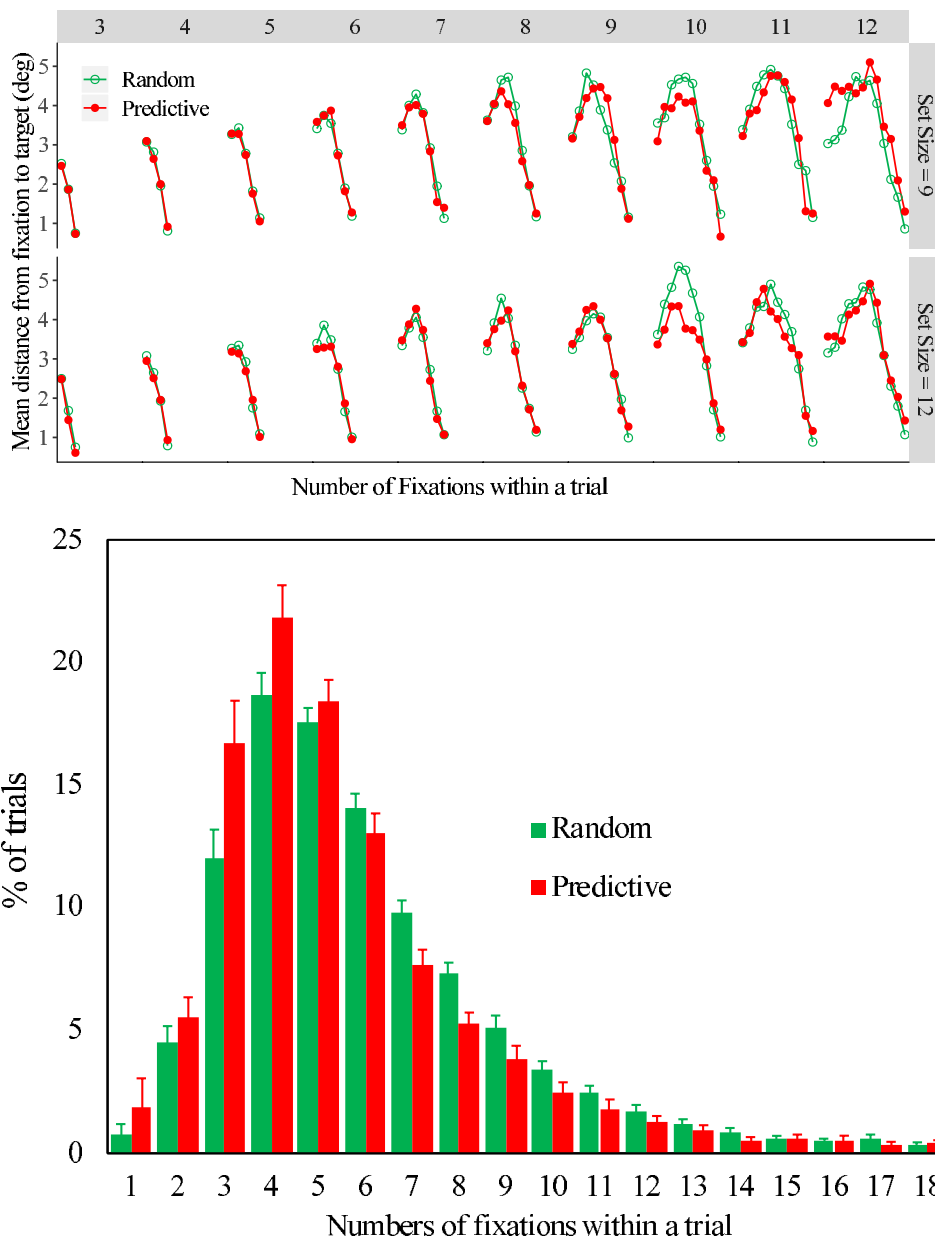 3 4 5 6 7 8 9 10 11 12
Mean distance from fixation to target (deg)
5
4
3
2
1
Random
Predictive
Set Size = 9
5
4
3
2
1
Set Size = 12
Number of Fixations within a trial
% of trials
25
20
15
10
5
0
Random
Predictive
1 2 3 4 5 6 7 8 9 10 11 12 13 14 15 16 17 18
Numbers of fixations within a trial